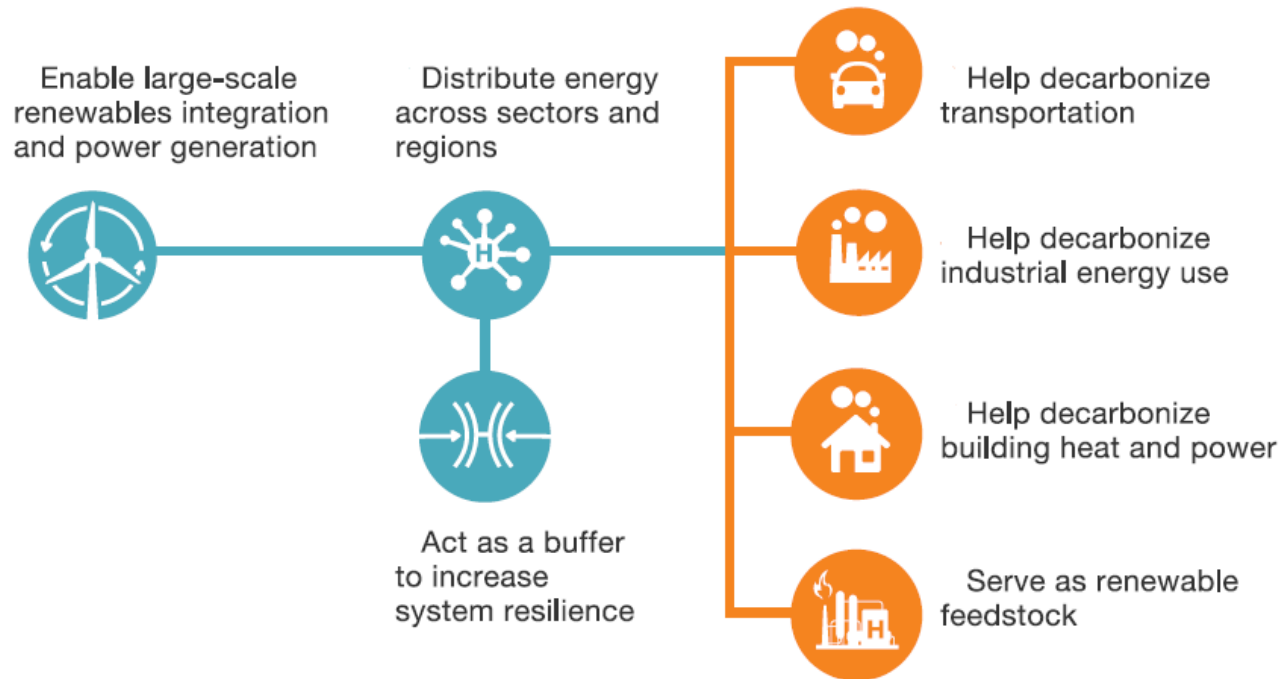 Enable large-scale
renewables integration
and power generation
Distribute energy
across sectors and
regions
H
Act as a buffer
to increase
system resilience
Help decarbonize
transportation
Help decarbonize
industrial energy use
Help decarbonize
building heat and power
Serve as renewable
feedstock
H